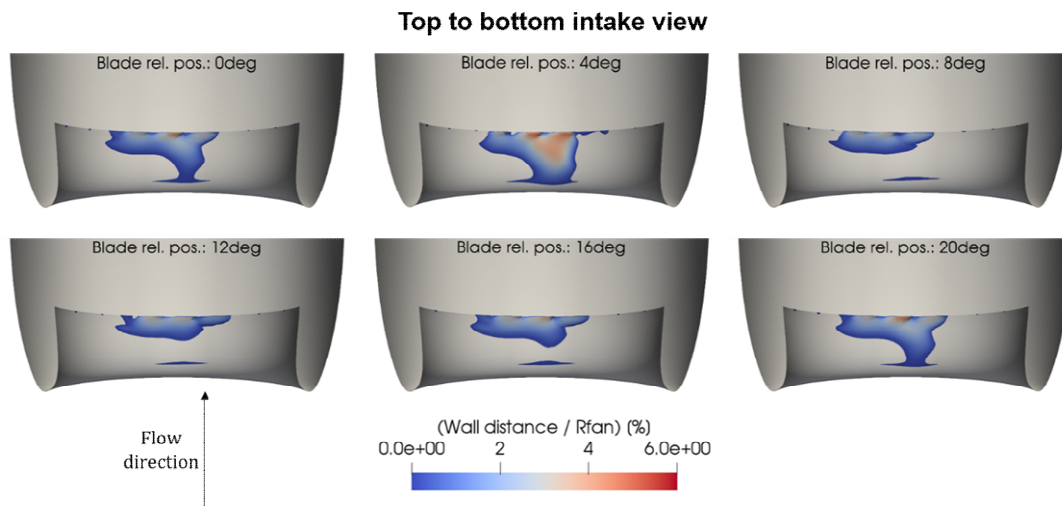 Top to bottom intake view
Blade rel. pos.: 0deg
Blade rel. pos.: 4deg
Blade rel. pos.: 8deg
Blade rel. pos.: 12deg
Blade rel. pos.: 16deg
Blade rel. pos.: 20deg
Flow
direction
(Wall distance / Rfan) [%]
0.0e+00 2 4 6.0e+00